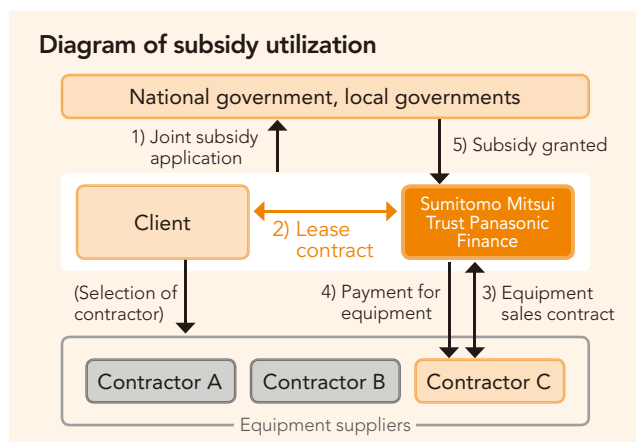 Diagram of subsidy utilization
National government, local governments
1) Joint subsidy
application
5) Subsidy granted
Client
2) Lease
contract
Sumitomo Mitsui
Trust Panasonic
Finance
(Selection of
contractor)
4) Payment for
equipment
3) Equipment
sales contract
Contractor A
Contractor B
Contractor C
Equipment suppliers